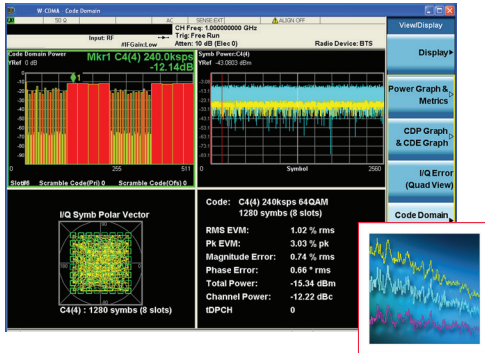 W-CDMA - Code Domain
50 Ω
AC
SENSE:EXT
ALIGN OFF
CH Freq: 1.000000000 GHz
Input: RF
Trig: Free Run
#IFGain:Low
Atten: 10 dB (Elec 0)
Radio Device: BTS
View/Display
Display
Power Graph &
Metrics
CDP Graph
& CDE Graph
I/Q Error
(Quad View)
Code Domain
Code Domain Power
YRef 0 dB
Mkr1 C4(4) 240.0ksps
-12.14dB
1
0
255
511
Slot#6 Scramble Code(Pri) 0 Scramble Code(Ofs) 0
Symb Power:C4(4)
YRef -43.0803 dBm
0
Symbol
2560
I/Q Symb Polar Vector
C4(4) : 1280 symbs (8 slots)
Code: C4(4) 240ksps 64QAM
1280 symbs (8 slots)
RMS EVM: 1.02 % rms
Pk EVM: 3.03 % pk
Magnitude Error: 0.74 % rms
Phase Error: 0.66 * rms
Total Power: -15.34 dBm
Channel Power: -12.22 dBc
tDPCH 0